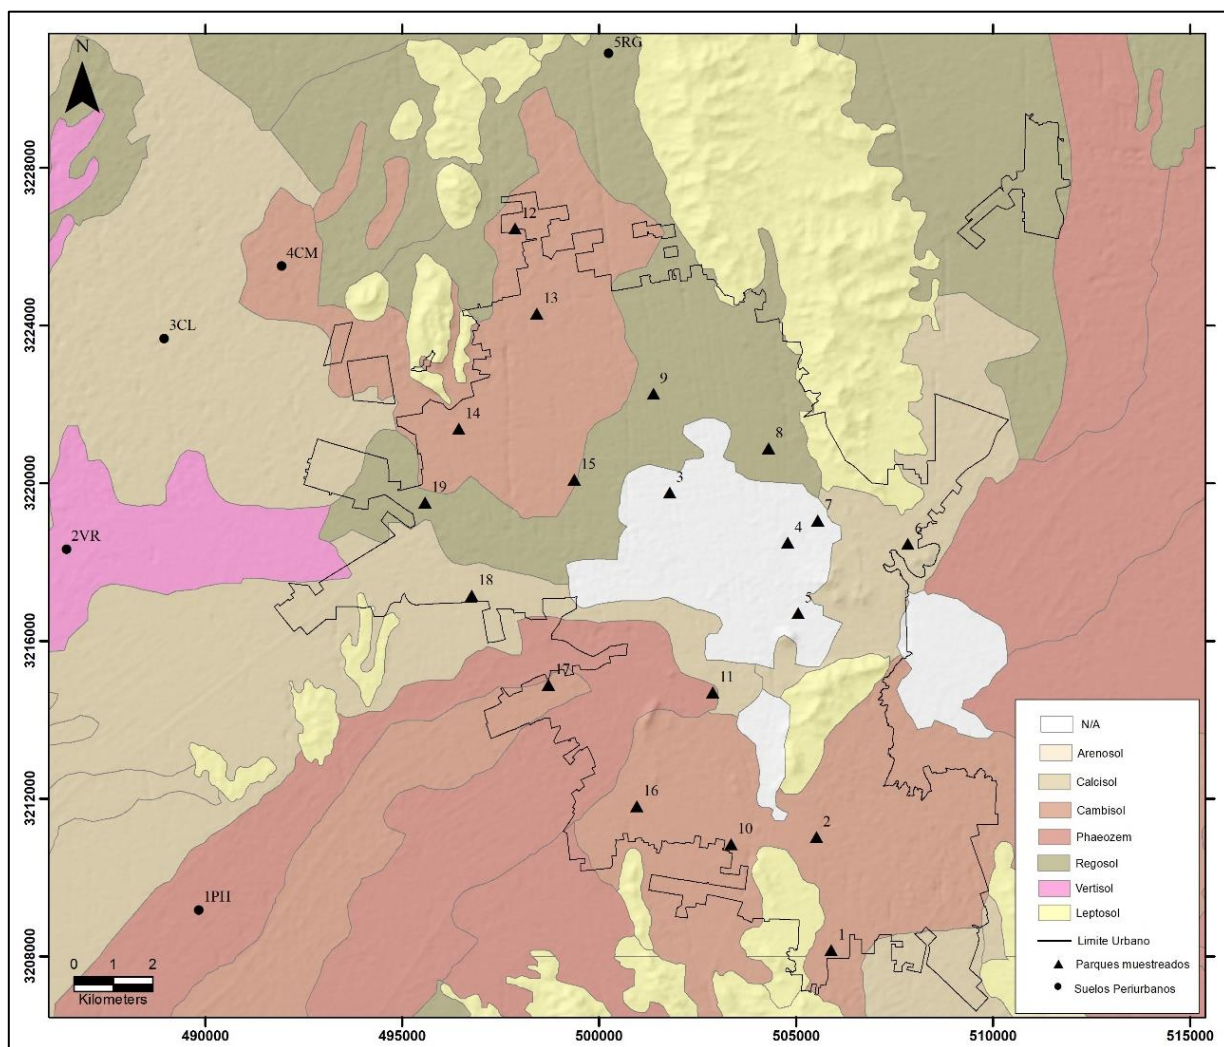 N
5RG
3228000
12
4CM
13
3224000
3CL
9
14
8
15
3220000
3
19
7
4
6
2VR
18
5
3216000
17
11
N/A
Arenosol
Calcisol
3212000
16
Cambisol
10
2
Phaeozem
Regosol
Vertisol
1PH
Leptosol
1
Limite Urbano
3208000
0 1 2
Parques muestreados
Kilometers
Suelos Periurbanos
490000 495000 500000 505000 510000 515000